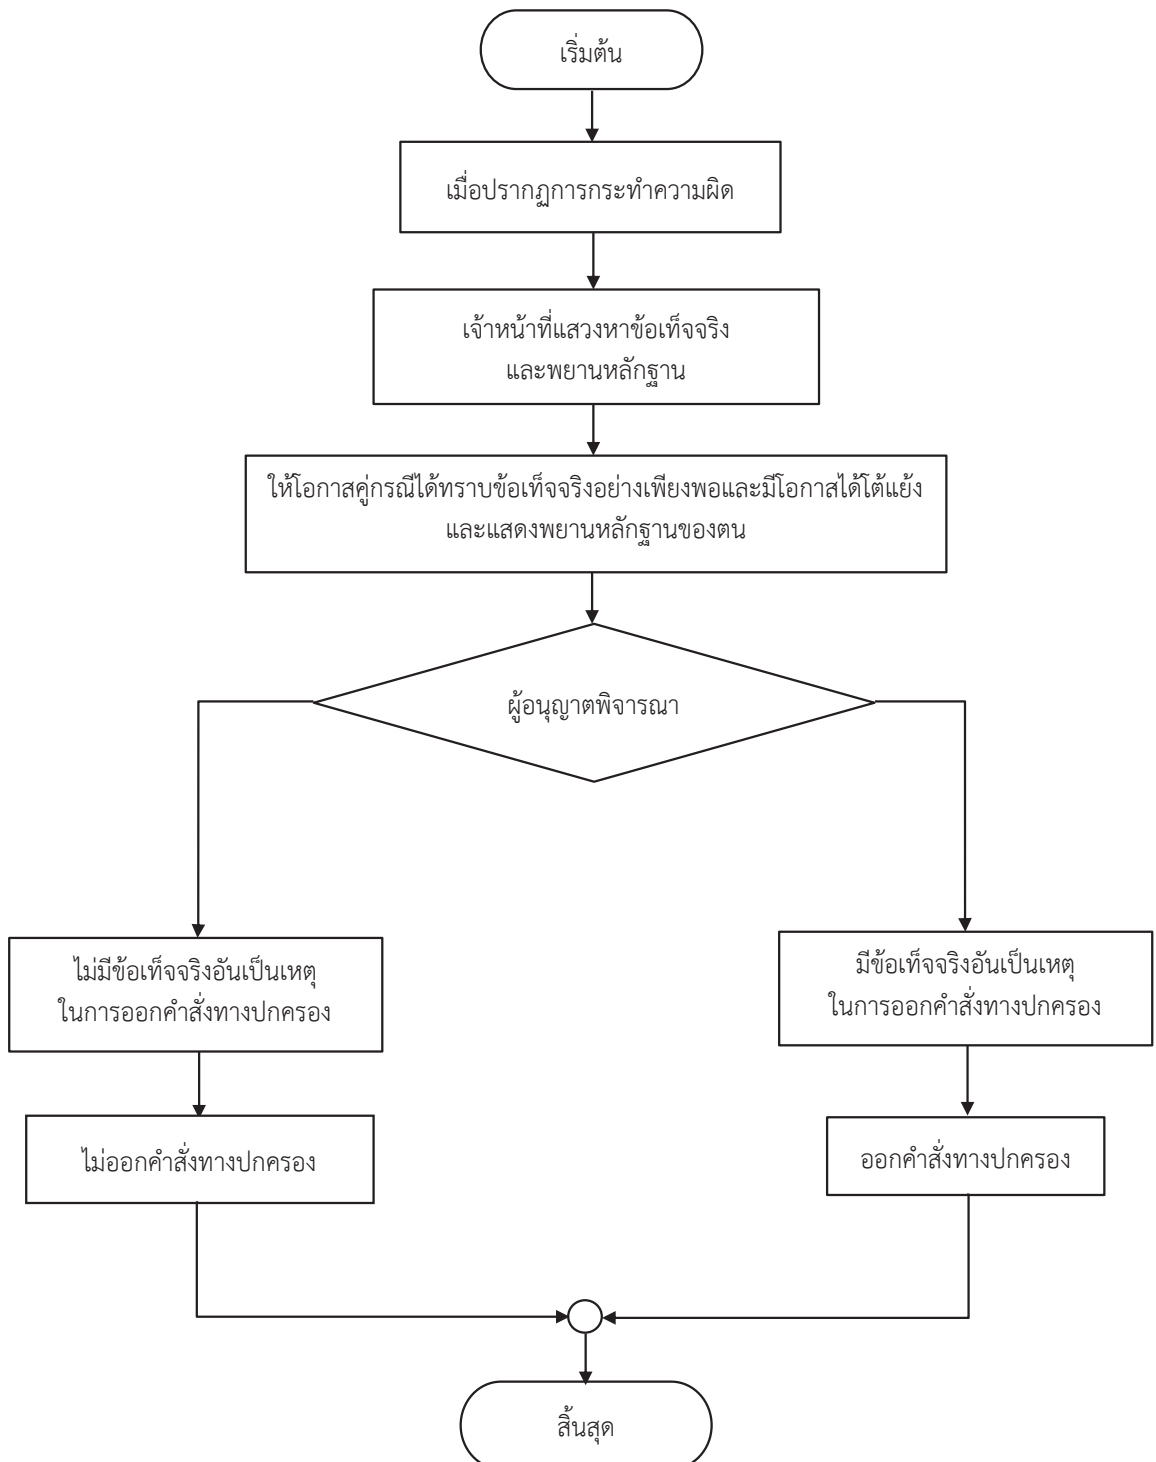 เริ่มต้น
เมื่อปรากฏการกระทำความผิด
เจ้าหน้าที่แสวงหาข้อเท็จจริง
และพยานหลักฐาน
ให้โอกาสคู่กรณีได้ทราบข้อเท็จจริงอย่างเพียงพอและมีโอกาสได้โต้แย้ง
และแสดงพยานหลักฐานของตน
ผู้อนุญาตพิจารณา
ไม่มีข้อเท็จจริงอันเป็นเหตุ
ในการออกคำสั่งทางปกครอง
มีข้อเท็จจริงอันเป็นเหตุ
ในการออกคำสั่งทางปกครอง
ไม่ออกคำสั่งทางปกครอง
ออกคำสั่งทางปกครอง
สิ้นสุด